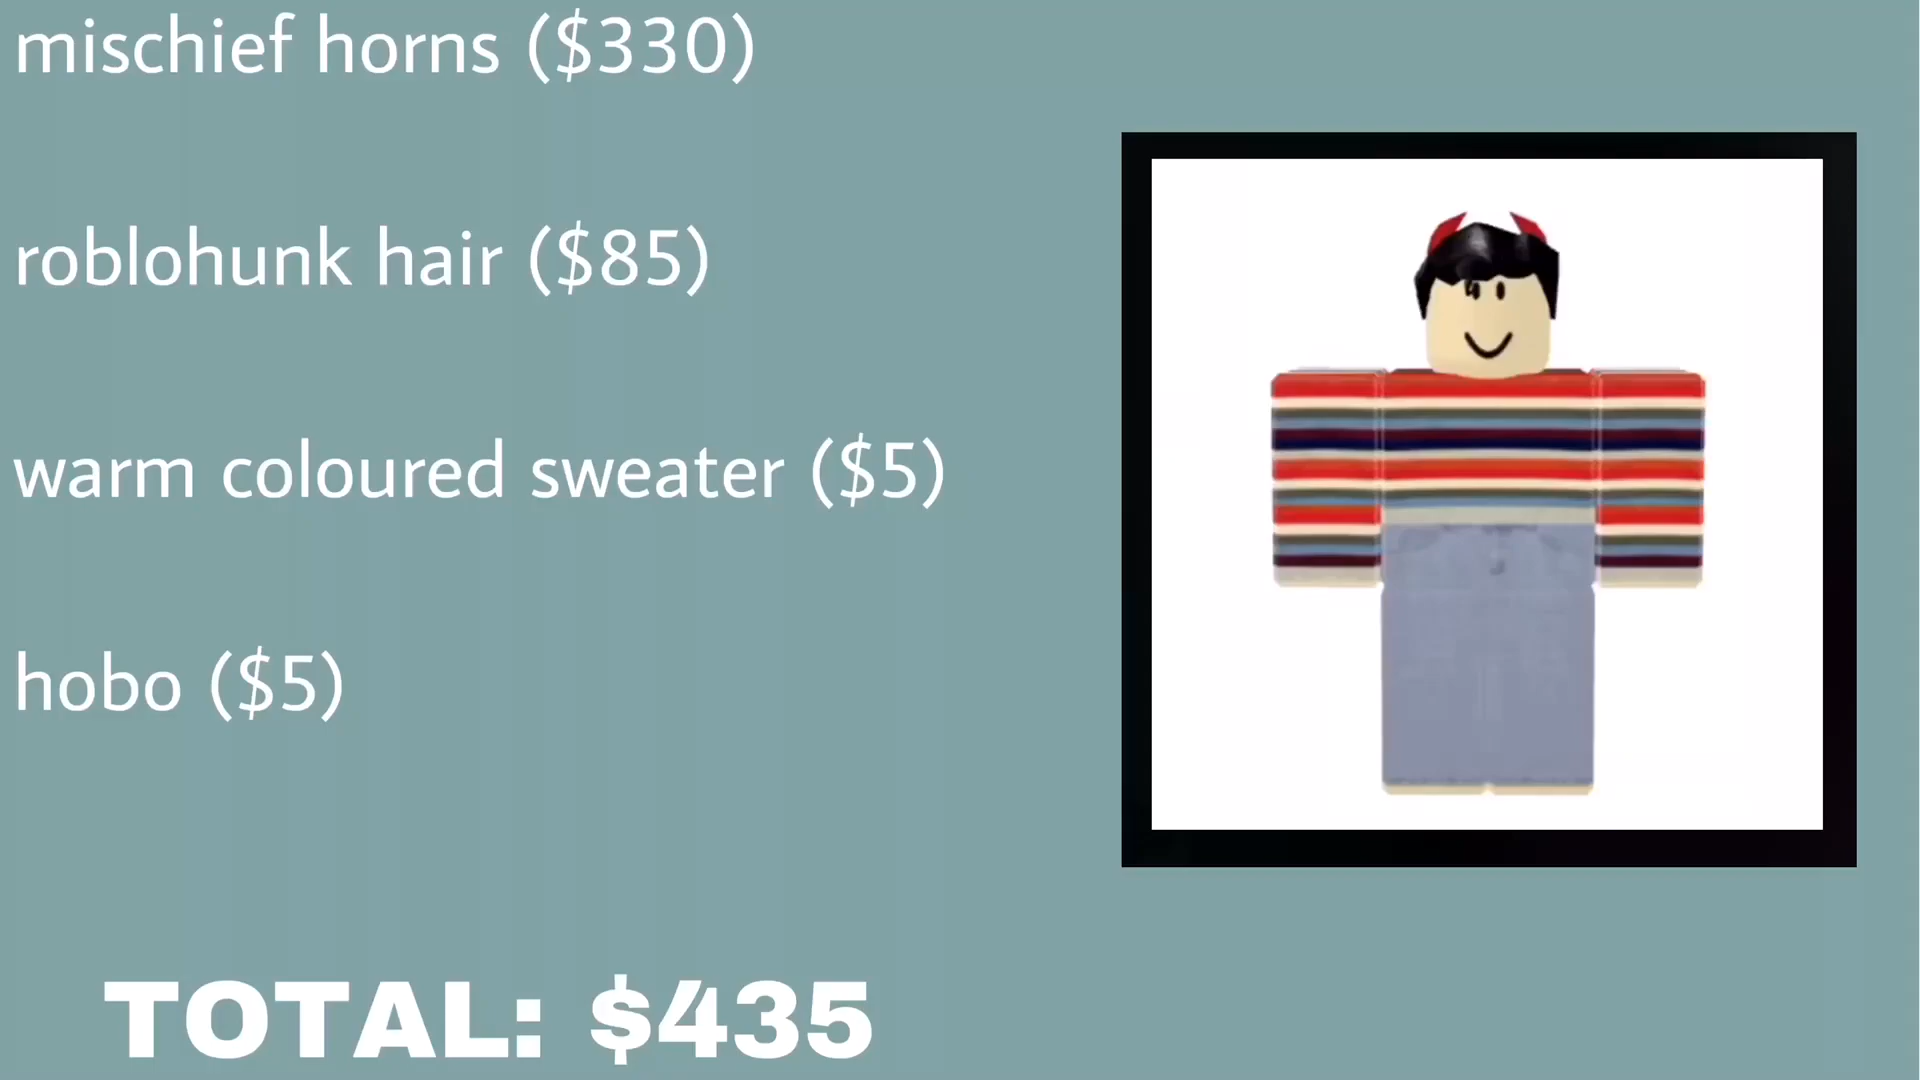 mischief horns ($330)
roblohunk hair ($85)
warm coloured sweater ($5)
hobo ($5)
TOTAL: $435